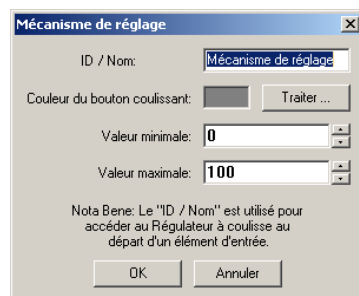 Mécanisme de réglage
ID / Nom: Mécanisme de réglage
Couleur du bouton coulissant: Traiter ...
Valeur minimale: 0
Valeur maximale: 100
Nota Bene: Le "ID / Nom" est utilisé pour
accéder au Régulateur à coulisse au
départ d'un élément d'entrée.
OK Annuler